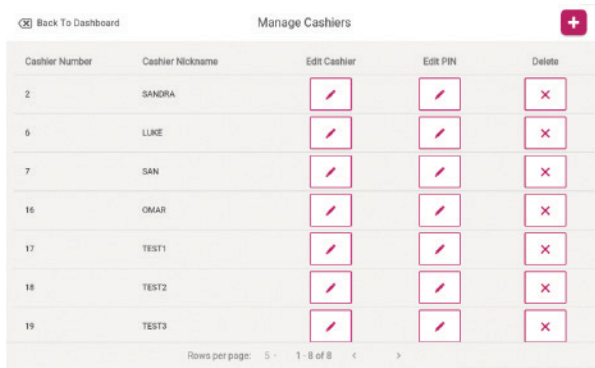 Back To Dashboard Manage Cashiers +
Cashier Number Cashier Nickname Edit Cashier Edit PIN Delete
2 SANDRA
6 LUKE
7 SAN
16 OMAR
17 TEST1
18 TEST2
19 TEST3
Rows per page: 5 1 - 8 of 8 < >